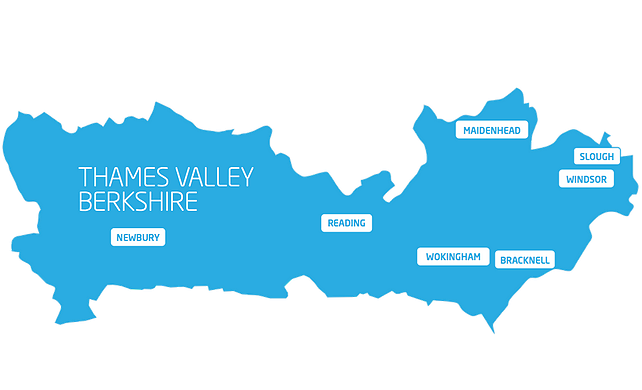 MAIDENHEAD
SLOUGH
THAMES VALLEY
BERKSHIRE
WINDSOR
READING
NEWBURY
WOKINGHAM
BRACKNELL